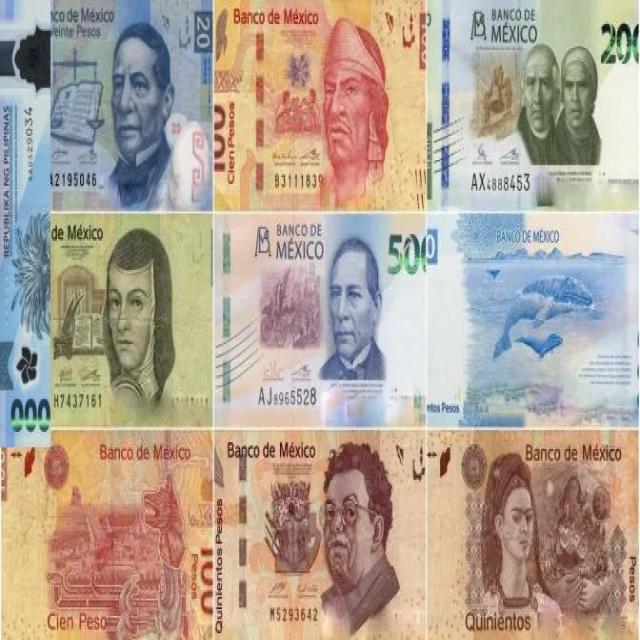 REPUBLIKA NG PILIPINAS
000
de México
Veinte Pesos
20
A2195046
Banco de México
100
Cien Pesos
B3111839
BANCO DE
MÉXICO
200
AX4888453
de México
H7437161
BANCO DE
MÉXICO
500
AJ8965528
BANCO DE MÉXICO
ntos Pesos
Banco de México
100
Pesos
Cien Peso
Banco de México
Quinientos Pesos
M5293642
Banco de México
Quinientos
Pesos